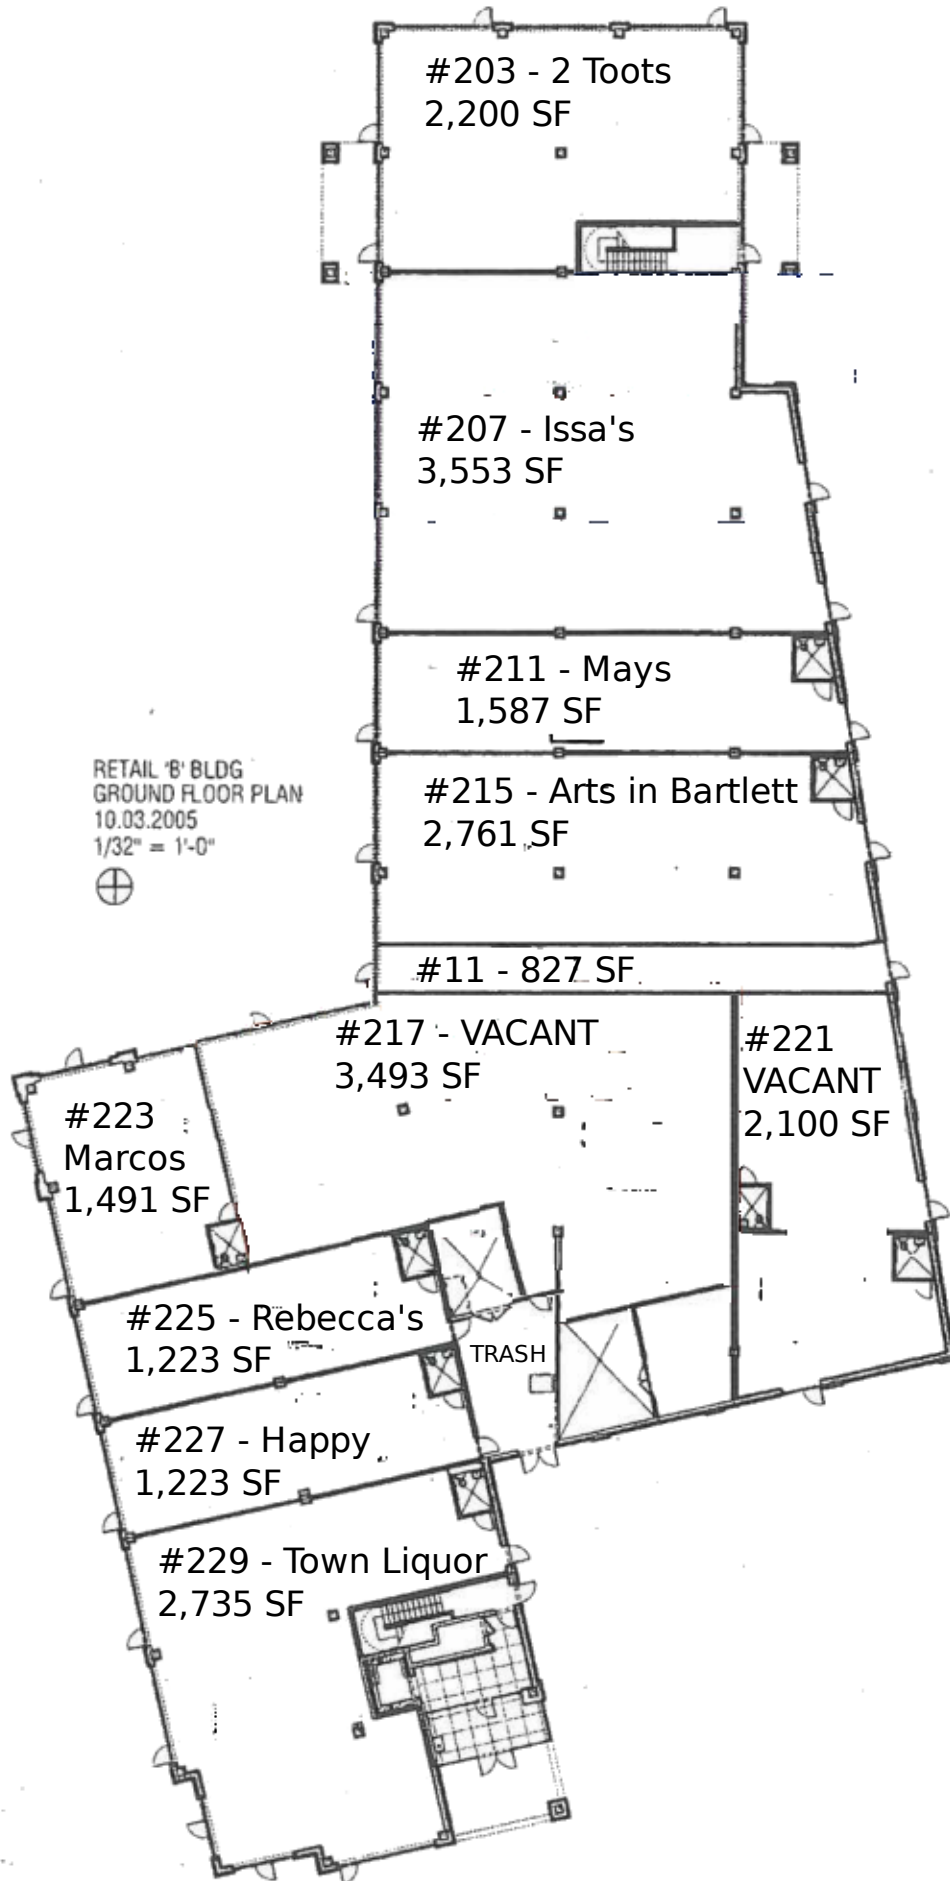 #203 - 2 Toots
2,200 SF
#207 - Issa's
3,553 SF
#211 - Mays
1,587 SF
RETAIL 'B' BLDG
GROUND FLOOR PLAN
10.03.2005
1/32" = 1'-0"
#215 - Arts in Bartlett
2,761 SF
#11 - 827 SF
#217 - VACANT
3,493 SF
#221
VACANT
2,100 SF
#223
Marcos
1,491 SF
#225 - Rebecca's
1,223 SF
TRASH
#227 - Happy
1,223 SF
#229 - Town Liquor
2,735 SF